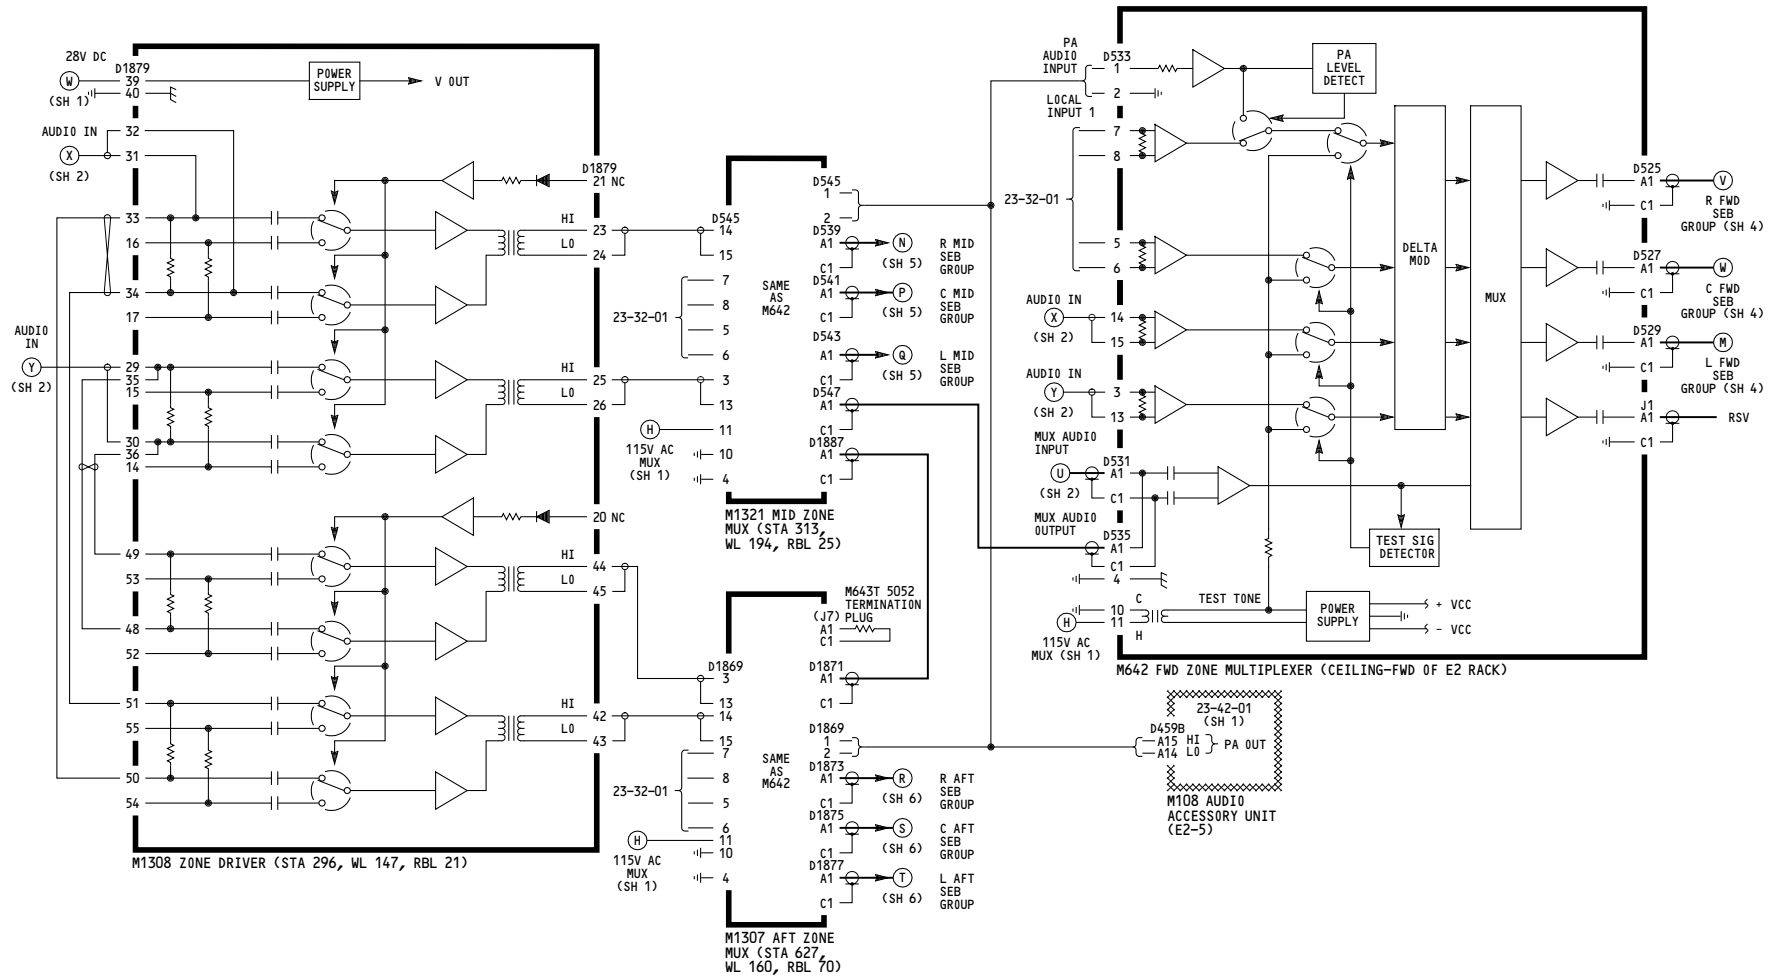 28V DC
D1879
W
39
40
(SH 1)
POWER
SUPPLY
V OUT
AUDIO IN
32
X
31
(SH 2)
D1879
21 NC
33
16
34
17
HI
23
LO
24
AUDIO
IN
Y
(SH 2)
29
35
15
30
36
14
HI
25
LO
26
20 NC
49
53
48
52
HI
44
LO
45
51
55
50
54
HI
42
LO
43
M1308 ZONE DRIVER (STA 296, WL 147, RBL 21)
D545
14
15
7
8
5
6
23-32-01
3
13
H
11
115V AC
MUX
(SH 1)
10
4
SAME
AS
M642
D545
1
2
D539
A1
C1
N
(SH 5)
R MID
SEB
GROUP
D541
A1
C1
P
(SH 5)
C MID
SEB
GROUP
D543
A1
C1
Q
(SH 5)
L MID
SEB
GROUP
D547
A1
C1
D1887
A1
C1
M1321 MID ZONE
MUX (STA 313,
WL 194, RBL 25)
M643T 5052
TERMINATION
PLUG
(J7)
A1
C1
D1869
3
13
14
15
7
8
5
6
23-32-01
H
11
10
115V AC
MUX
(SH 1)
4
SAME
AS
M642
D1871
A1
C1
D1869
1
2
D1873
A1
C1
R
(SH 6)
R AFT
SEB
GROUP
D1875
A1
C1
S
(SH 6)
C AFT
SEB
GROUP
D1877
A1
C1
T
(SH 6)
L AFT
SEB
GROUP
M1307 AFT ZONE
MUX (STA 627,
WL 160, RBL 70)
PA
AUDIO
INPUT
D533
1
2
LOCAL
INPUT 1
7
8
23-32-01
5
6
AUDIO IN
X
(SH 2)
14
15
AUDIO IN
Y
(SH 2)
3
13
MUX AUDIO
INPUT
D531
U
A1
(SH 2)
C1
MUX AUDIO
OUTPUT
D535
A1
C1
4
10
C
H
11
H
115V AC
MUX (SH 1)
TEST TONE
PA
LEVEL
DETECT
DELTA
MOD
MUX
TEST SIG
DETECTOR
POWER
SUPPLY
+ VCC
- VCC
D525
A1
C1
V
R FWD
SEB
GROUP (SH 4)
D527
A1
C1
W
C FWD
SEB
GROUP (SH 4)
D529
A1
C1
M
L FWD
SEB
GROUP (SH 4)
J1
A1
C1
RSV
M642 FWD ZONE MULTIPLEXER (CEILING-FWD OF E2 RACK)
23-42-01
(SH 1)
D459B
A15 HI
A14 LO
PA OUT
M108 AUDIO
ACCESSORY UNIT
(E2-5)